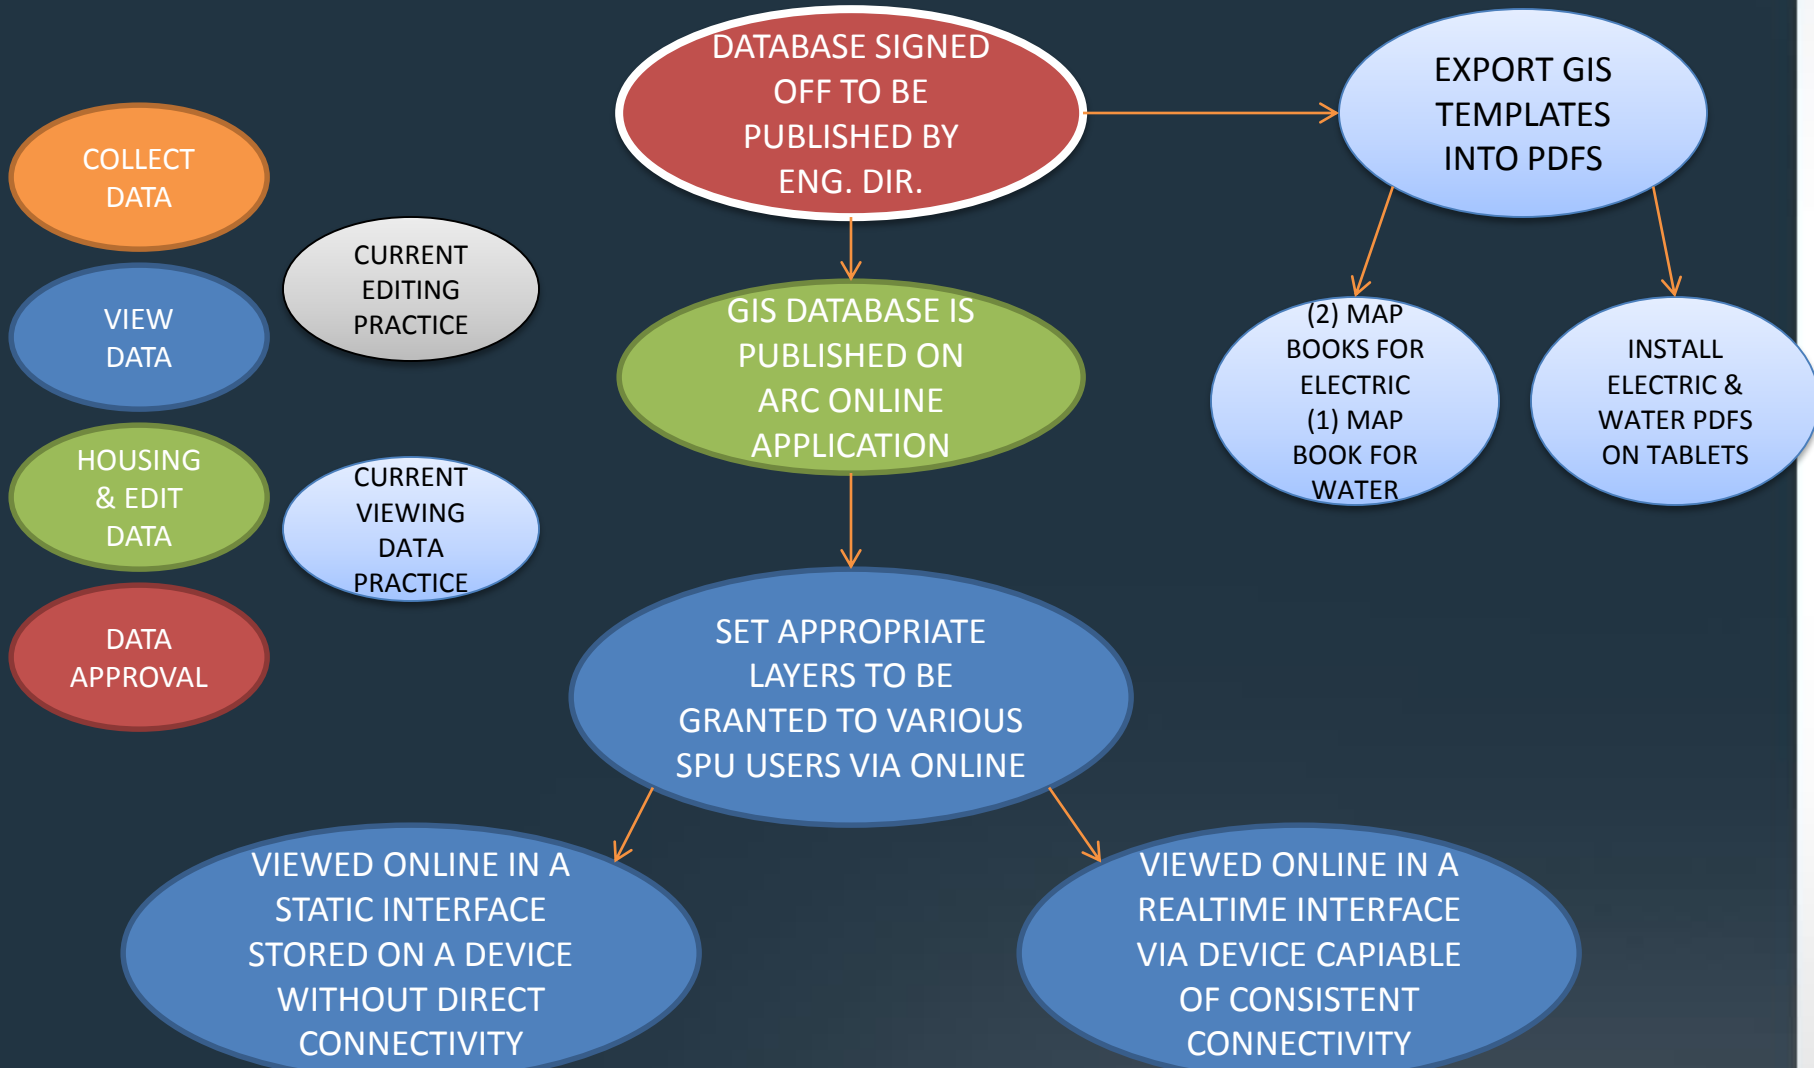 DATABASE SIGNED
OFF TO BE
PUBLISHED BY
ENG. DIR.
EXPORT GIS
TEMPLATES
INTO PDFS
COLLECT
DATA
CURRENT
EDITING
PRACTICE
VIEW
DATA
GIS DATABASE IS
PUBLISHED ON
ARC ONLINE
APPLICATION
(2) MAP
BOOKS FOR
ELECTRIC
(1) MAP
BOOK FOR
WATER
INSTALL
ELECTRIC &
WATER PDFS
ON TABLETS
HOUSING
& EDIT
DATA
CURRENT
VIEWING
DATA
PRACTICE
DATA
APPROVAL
SET APPROPRIATE
LAYERS TO BE
GRANTED TO VARIOUS
SPU USERS VIA ONLINE
VIEWED ONLINE IN A
STATIC INTERFACE
STORED ON A DEVICE
WITHOUT DIRECT
CONNECTIVITY
VIEWED ONLINE IN A
REALTIME INTERFACE
VIA DEVICE CAPIABLE
OF CONSISTENT
CONNECTIVITY